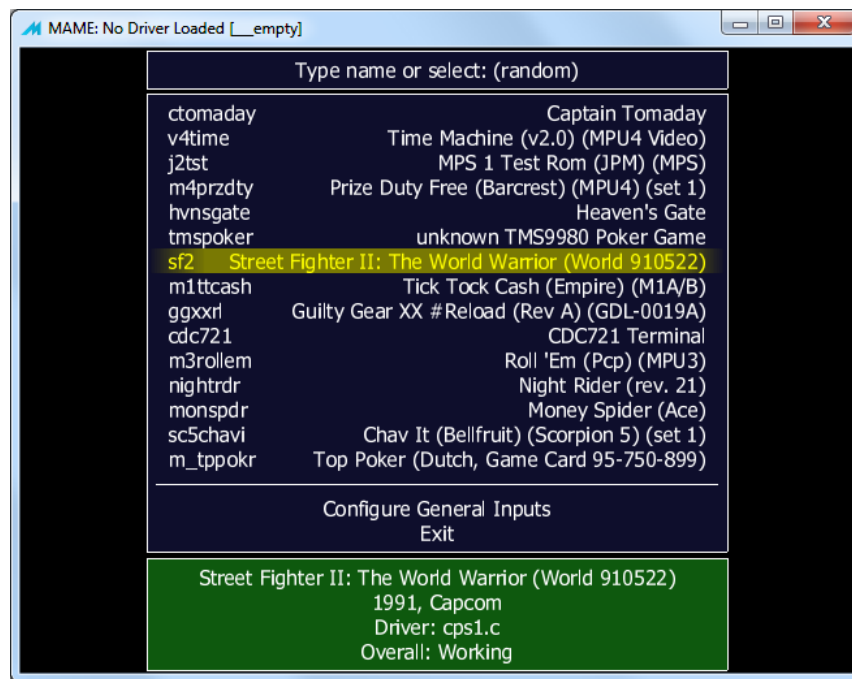 MAME: No Driver Loaded [___empty]
Type name or select: (random)
ctomaday Captain Tomaday
v4time Time Machine (v2.0) (MPU4 Video)
j2tst MPS 1 Test Rom (JPM) (MPS)
m4przdty Prize Duty Free (Barcrest) (MPU4) (set 1)
hvnsgate Heaven's Gate
tmspoker unknown TMS9980 Poker Game
sf2 Street Fighter II: The World Warrior (World 910522)
m1ttcash Tick Tock Cash (Empire) (M1A/B)
ggxxrl Guilty Gear XX #Reload (Rev A) (GDL-0019A)
cdc721 CDC721 Terminal
m3rollem Roll 'Em (Pcp) (MPU3)
nightrdr Night Rider (rev. 21)
monspdr Money Spider (Ace)
sc5chavi Chav It (Bellfruit) (Scorpion 5) (set 1)
m_tppokr Top Poker (Dutch, Game Card 95-750-899)
Configure General Inputs
Exit
Street Fighter II: The World Warrior (World 910522)
1991, Capcom
Driver: cps1.c
Overall: Working